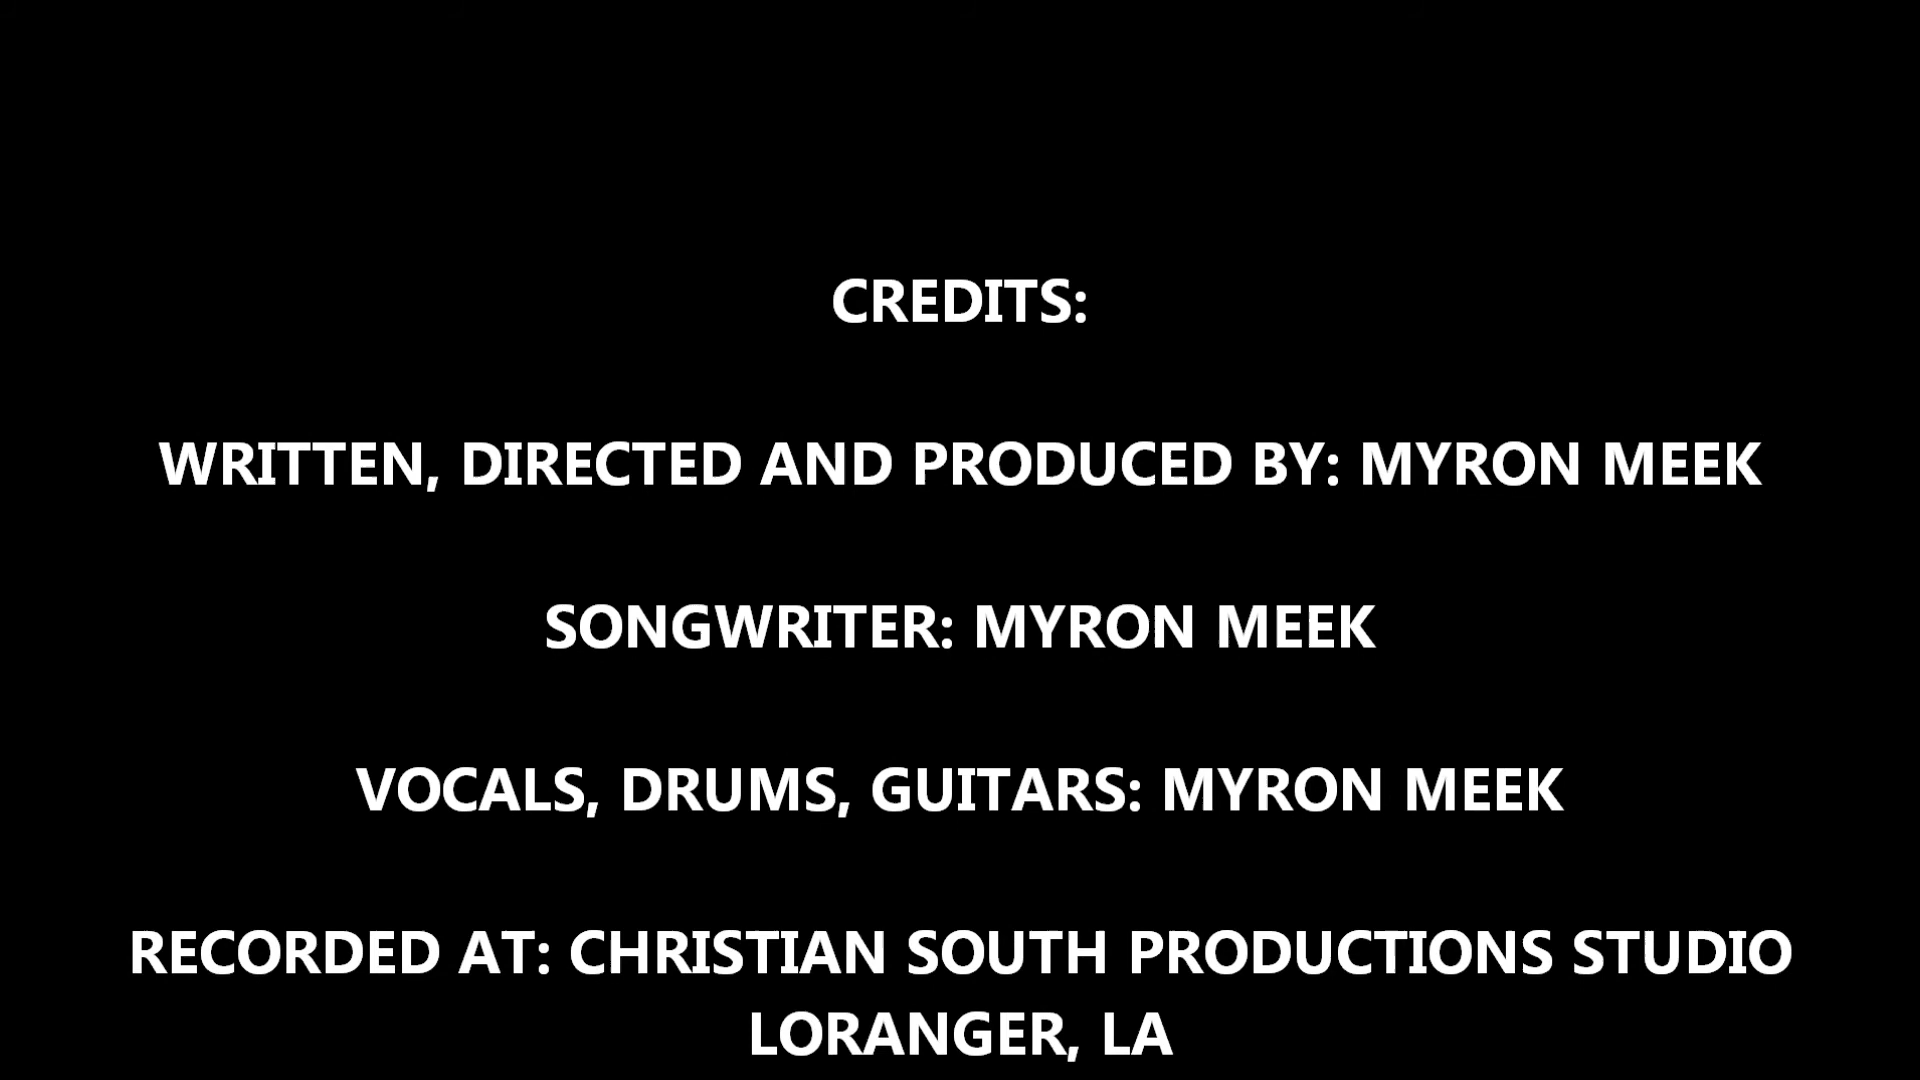 CREDITS:
WRITTEN, DIRECTED AND PRODUCED BY: MYRON MEEK
SONGWRITER: MYRON MEEK
VOCALS, DRUMS, GUITARS: MYRON MEEK
RECORDED AT: CHRISTIAN SOUTH PRODUCTIONS STUDIO
LORANGER, LA